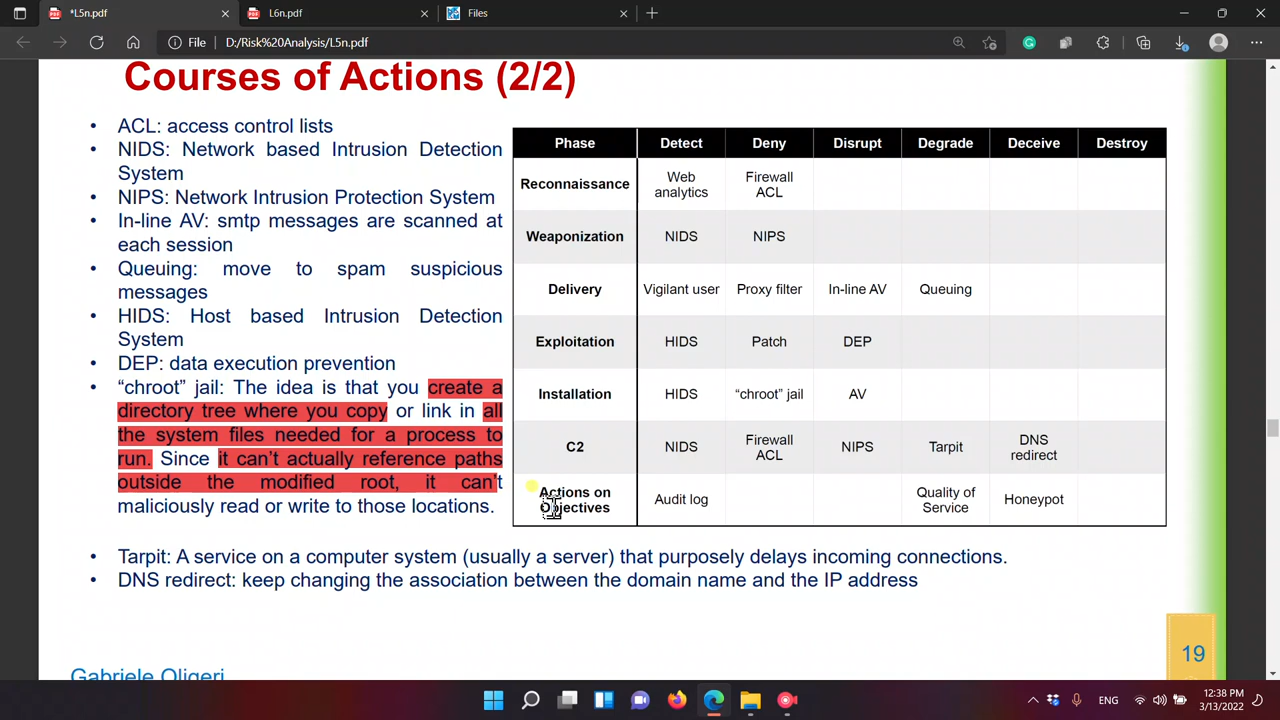 *L5n.pdf
L6n.pdf
Files
File
D:/Risk%20Analysis/L5n.pdf
Courses of Actions (2/2)
• ACL: access control lists
• NIDS: Network based Intrusion Detection
System
• NIPS: Network Intrusion Protection System
• In-line AV: smtp messages are scanned at
each session
• Queuing: move to spam suspicious
messages
• HIDS: Host based Intrusion Detection
System
• DEP: data execution prevention
• “chroot” jail: The idea is that you create a
directory tree where you copy or link in all
the system files needed for a process to
run. Since it can’t actually reference paths
outside the modified root, it can’t
maliciously read or write to those locations.
Phase Detect Deny Disrupt Degrade Deceive Destroy
Reconnaissance Web analytics Firewall ACL
Weaponization NIDS NIPS
Delivery Vigilant user Proxy filter In-line AV Queuing
Exploitation HIDS Patch DEP
Installation HIDS “chroot” jail AV
C2 NIDS Firewall ACL NIPS Tarpit DNS redirect
Actions on Objectives Audit log Quality of Service Honeypot
• Tarpit: A service on a computer system (usually a server) that purposely delays incoming connections.
• DNS redirect: keep changing the association between the domain name and the IP address
19
Gabriele Oligeri
ENG
12:38 PM
3/13/2022